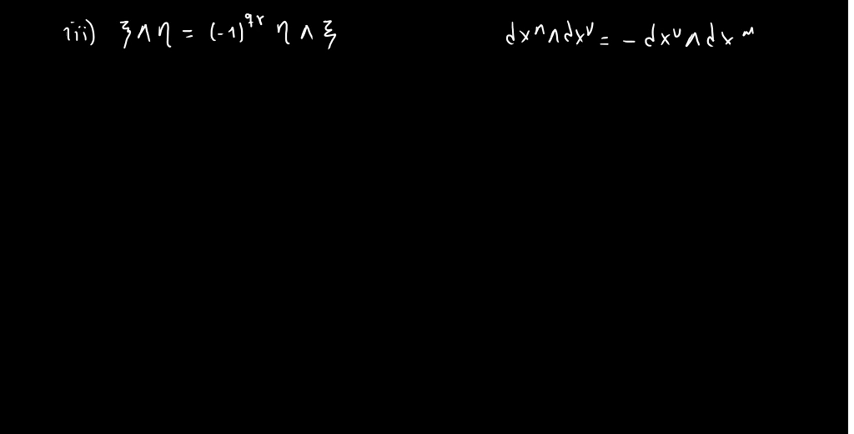 iii) ξ∧η = (-1)^{qr} η∧ξ dx^μ∧dx^ν = - dx^ν∧dx^μ